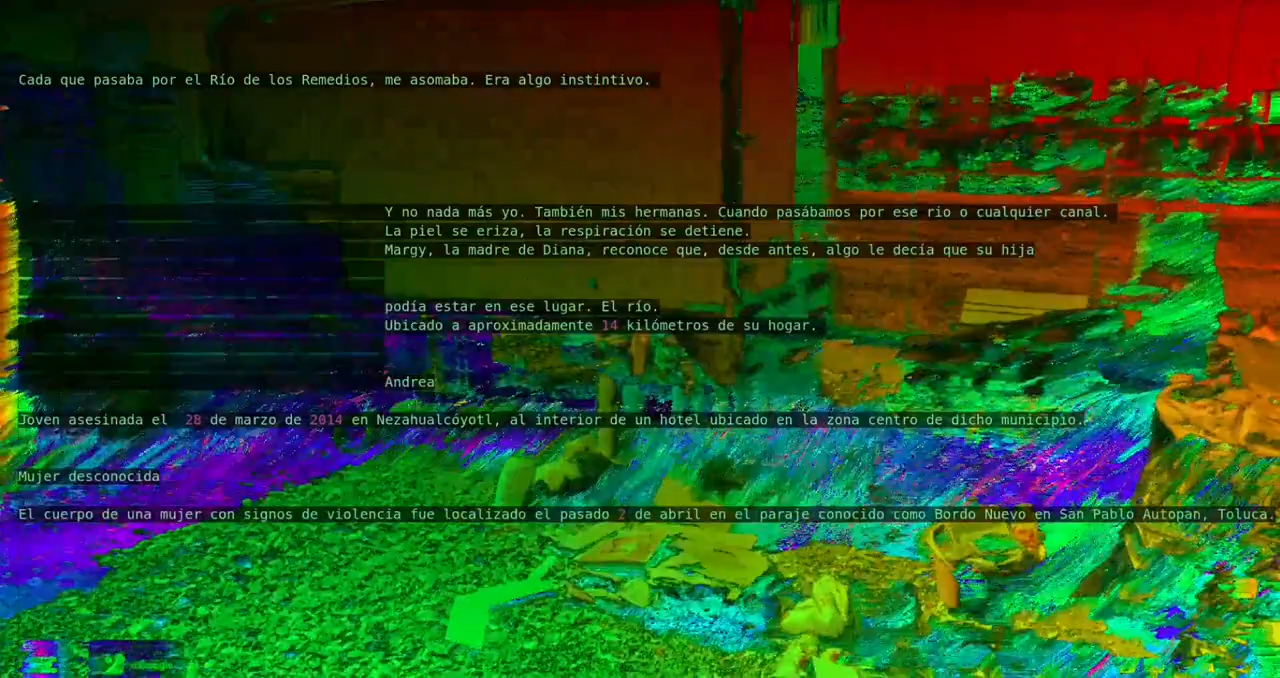 Cada que pasaba por el Río de los Remedios, me asomaba. Era algo instintivo.
Y no nada más yo. También mis hermanas. Cuando pasábamos por ese rio o cualquier canal.
La piel se eriza, la respiración se detiene.
Margy, la madre de Diana, reconoce que, desde antes, algo le decía que su hija
podía estar en ese lugar. El río.
Ubicado a aproximadamente 14 kilómetros de su hogar.
Andrea
Joven asesinada el 28 de marzo de 2014 en Nezahualcóyotl, al interior de un hotel ubicado en la zona centro de dicho municipio.
Mujer desconocida
El cuerpo de una mujer con signos de violencia fue localizado el pasado 2 de abril en el paraje conocido como Bordo Nuevo en San Pablo Autopan, Toluca.